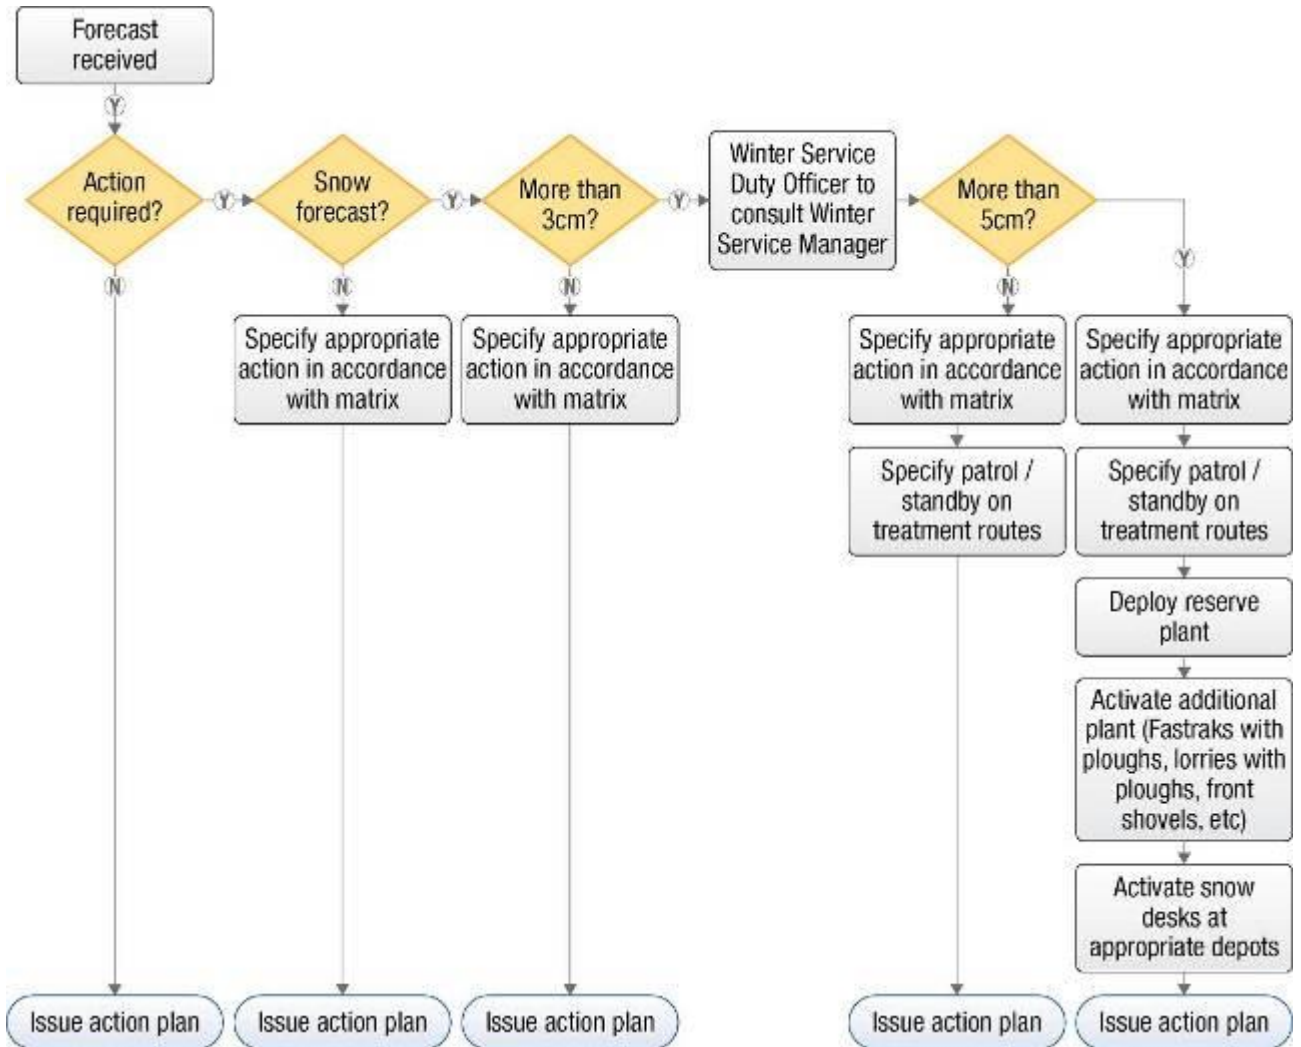 Forecast
received
Y
Action
required?
Y
Snow
forecast?
Y
More than
3cm?
Y
Winter Service
Duty Officer to
consult Winter
Service Manager
More than
5cm?
Y
N
N
N
N
Specify appropriate
action in accordance
with matrix
Specify appropriate
action in accordance
with matrix
Specify appropriate
action in accordance
with matrix
Specify appropriate
action in accordance
with matrix
Specify patrol /
standby on
treatment routes
Specify patrol /
standby on
treatment routes
Deploy reserve
plant
Activate additional
plant (Fastraks with
ploughs, lorries with
ploughs, front
shovels, etc)
Activate snow
desks at
appropriate depots
Issue action plan
Issue action plan
Issue action plan
Issue action plan
Issue action plan